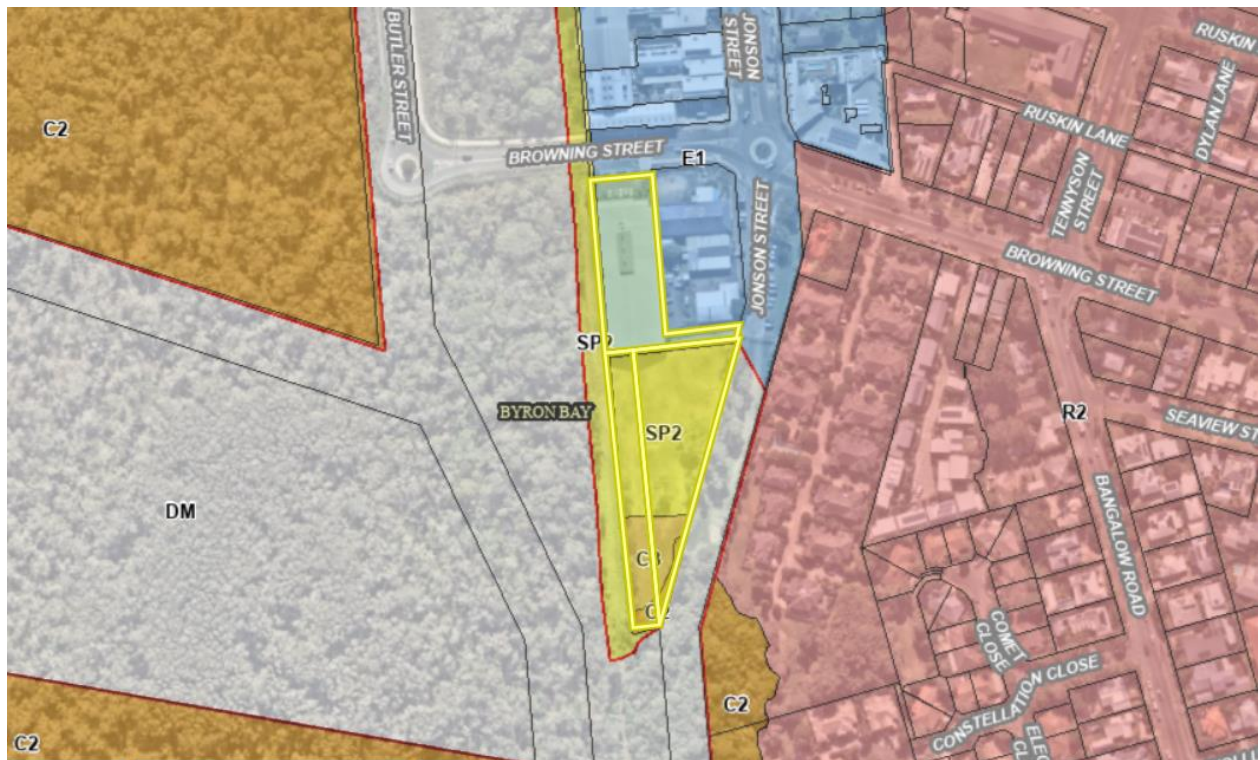 BUTLER STREET
JONSON
STREET
RUSKIN
C2
BROWNING STREET
E1
RUSKIN LANE
DYLAN LANE
TENNYSON
STREET
JONSON STREET
BROWNING STREET
BYRON BAY
SP2
R2
SEAVIEW ST
DM
BANGALOW ROAD
C3
C2
COMET
CLOSE
CONSTELLATION CLOSE
C2
C2